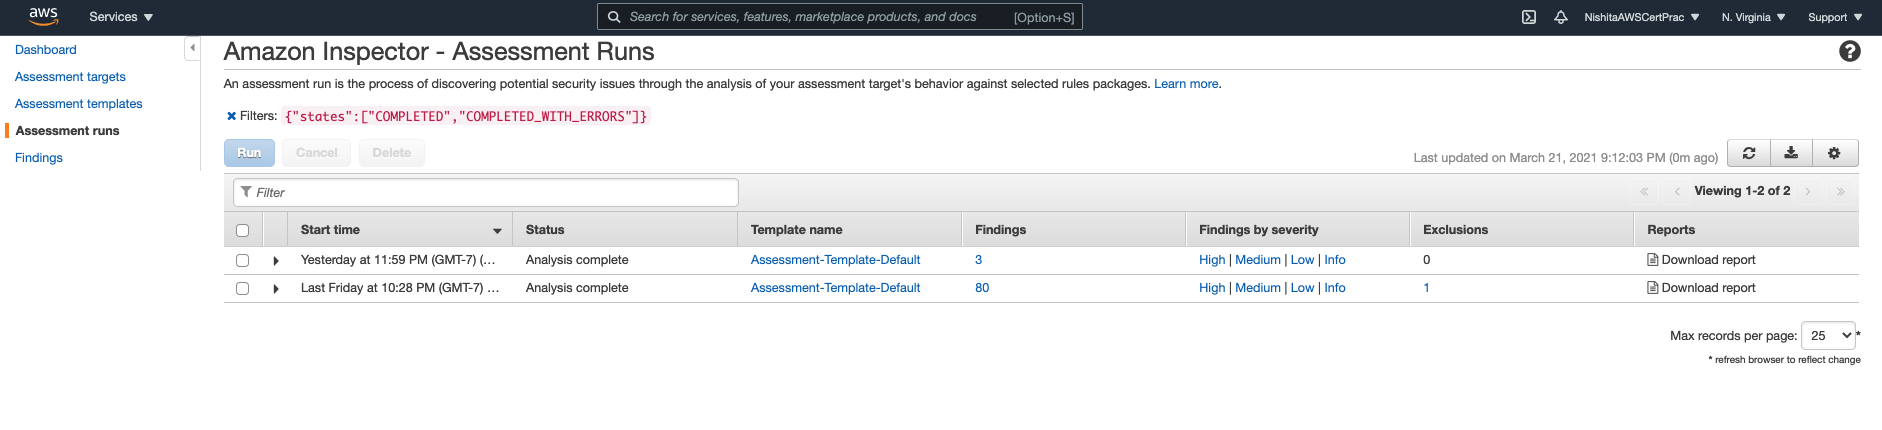 aws Services Search for services, features, marketplace products, and docs [Option+S] NishitaAWSCertPrac N. Virginia Support
Dashboard
Assessment targets
Assessment templates
Assessment runs
Findings
Amazon Inspector - Assessment Runs
An assessment run is the process of discovering potential security issues through the analysis of your assessment target's behavior against selected rules packages. Learn more.
Filters: {"states":["COMPLETED","COMPLETED_WITH_ERRORS"]}
Run Cancel Delete
Last updated on March 21, 2021 9:12:03 PM (0m ago)
Filter
Viewing 1-2 of 2
Start time Status Template name Findings Findings by severity Exclusions Reports
Yesterday at 11:59 PM (GMT-7) (... Analysis complete Assessment-Template-Default 3 High | Medium | Low | Info 0 Download report
Last Friday at 10:28 PM (GMT-7) ... Analysis complete Assessment-Template-Default 80 High | Medium | Low | Info 1 Download report
Max records per page: 25 *
* refresh browser to reflect change